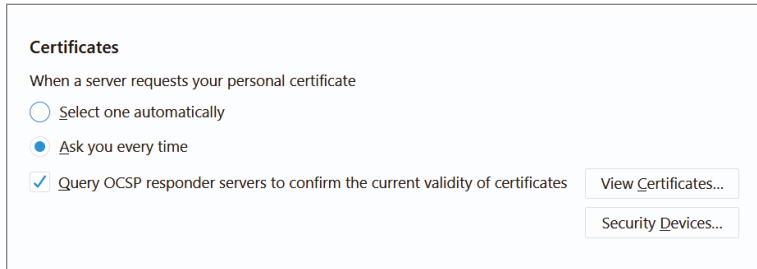 Certificates
When a server requests your personal certificate
Select one automatically
Ask you every time
Query OCSP responder servers to confirm the current validity of certificates
View Certificates...
Security Devices...